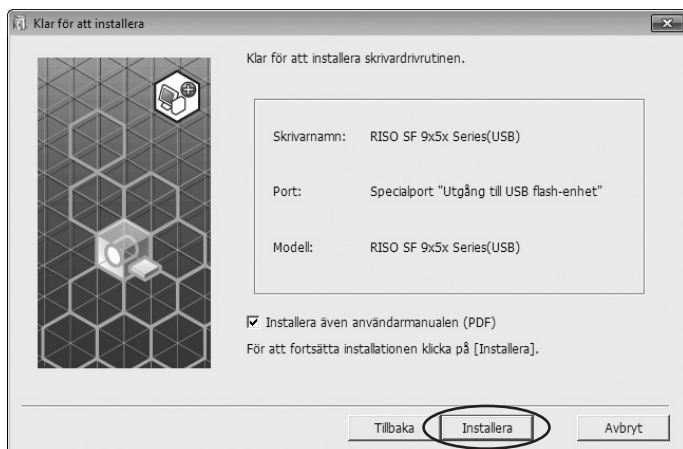 Klar för att installera
Klar för att installera skrivardrivrutinen.
Skrivarnamn: RISO SF 9x5x Series(USB)
Port: Specialport "Utgång till USB flash-enhet"
Modell: RISO SF 9x5x Series(USB)
Installera även användarmanualen (PDF)
För att fortsätta installationen klicka på [Installera].
Tillbaka Installera Avbryt